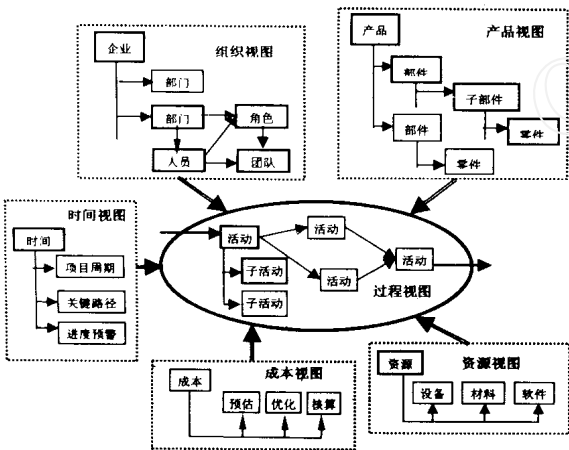 组织视图
企业
部门
部门
角色
人员
团队
产品视图
产品
部件
子部件
部件
零件
零件
时间视图
时间
项目周期
关键路径
进度预警
活动
活动
活动
活动
子活动
子活动
过程视图
成本视图
成本
预估
优化
核算
资源视图
资源
设备
材料
软件